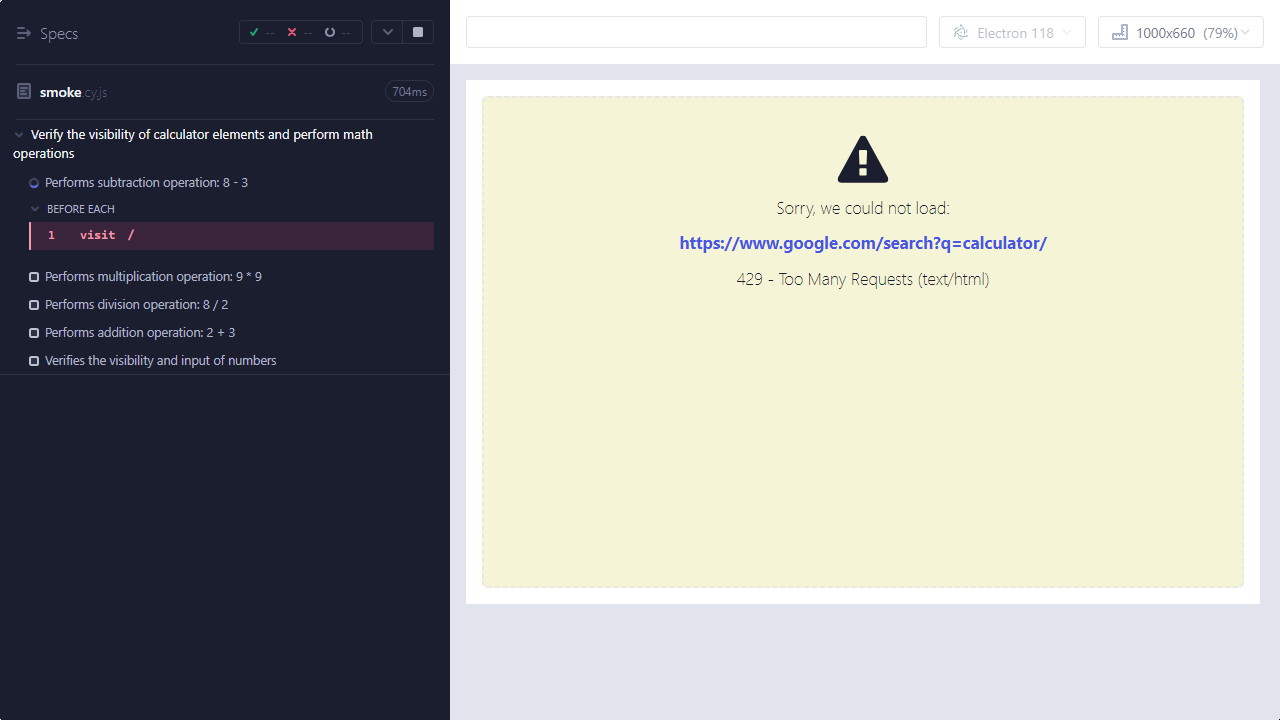 Specs
--
--
--
smoke.cy.js
704ms
Verify the visibility of calculator elements and perform math
operations
Performs subtraction operation: 8 - 3
BEFORE EACH
1 visit /
Performs multiplication operation: 9 * 9
Performs division operation: 8 / 2
Performs addition operation: 2 + 3
Verifies the visibility and input of numbers
Electron 118
1000x660 (79%)
Sorry, we could not load:
https://www.google.com/search?q=calculator/
429 - Too Many Requests (text/html)